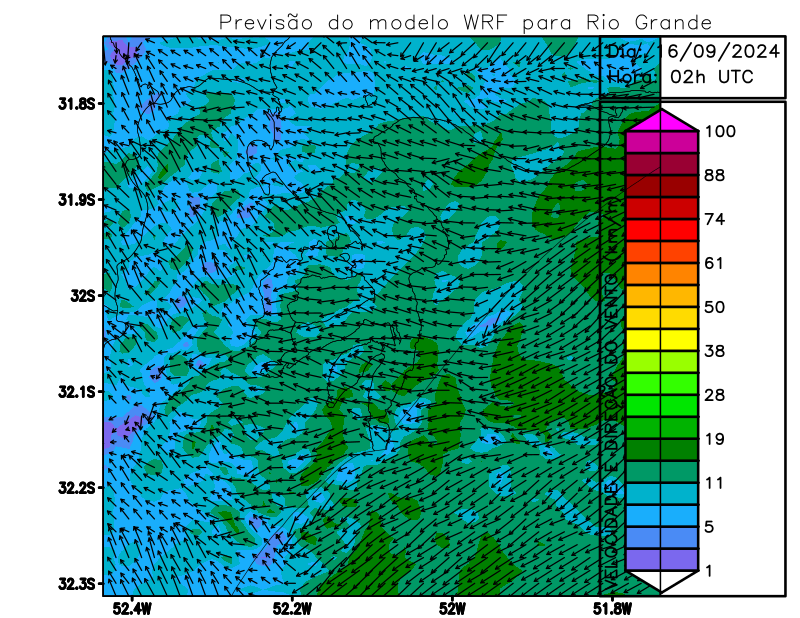 Previsão do modelo WRF para Rio Grande
Dia: 16/09/2024
Hora: 02h UTC
31.8S
31.9S
32S
32.1S
32.2S
32.3S
52.4W
52.2W
52W
51.8W
VELOCIDADE E DIREÇÃO DO VENTO (km/h)
100
88
74
61
50
38
28
19
11
5
1